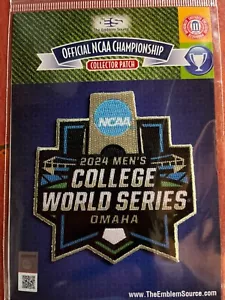 OFFICIAL NCAA CHAMPIONSHIP
COLLECTOR PATCH
NCAA
2024 MEN'S
COLLEGE
WORLD SERIES
OMAHA
www.TheEmblemSource.com